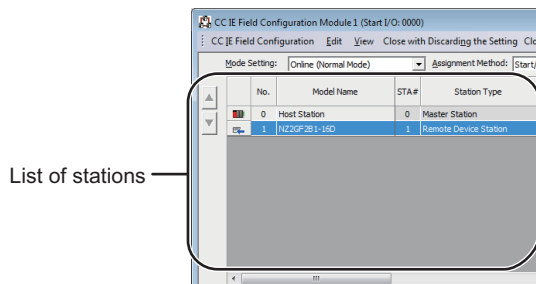 CC IE Field Configuration Module 1 (Start I/O: 0000)
CC IE Field Configuration Edit View Close with Discarding the Setting Clo
Mode Setting: Online (Normal Mode) Assignment Method: Start/
No. Model Name STA# Station Type
0 Host Station 0 Master Station
1 NZ2GF2B1-16D 1 Remote Device Station
List of stations